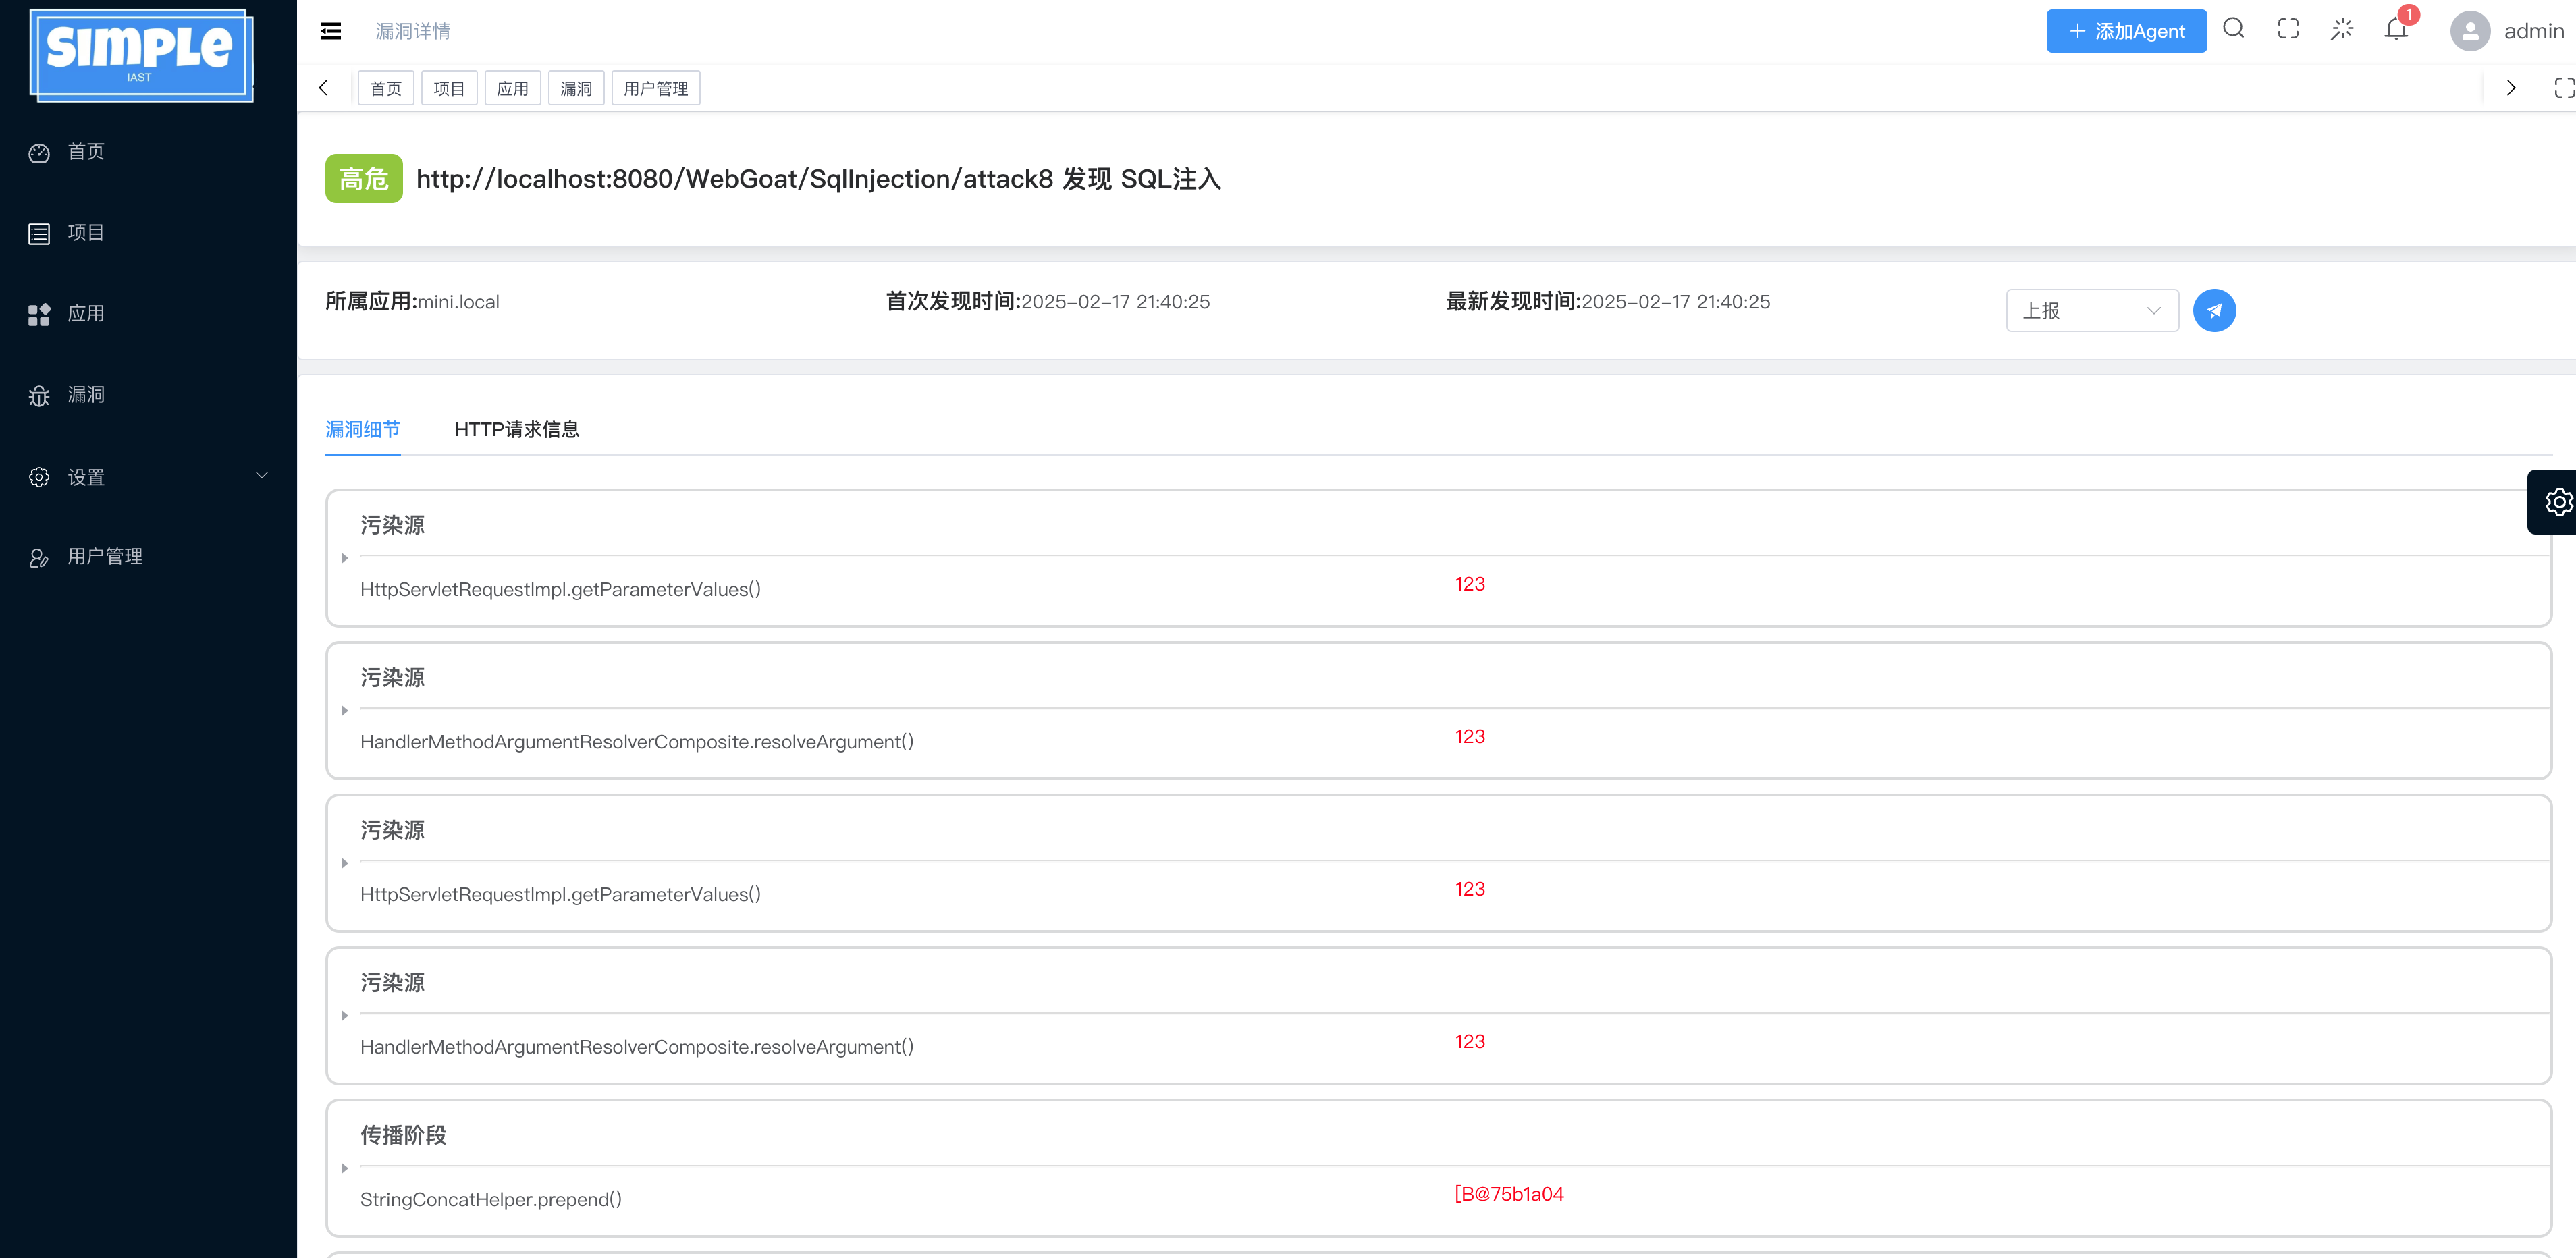 SIMPLE
IAST
首页
项目
应用
漏洞
设置
用户管理
漏洞详情
添加Agent
1
admin
首页
项目
应用
漏洞
用户管理
高危 http://localhost:8080/WebGoat/SqlInjection/attack8 发现 SQL注入
所属应用:mini.local
首次发现时间:2025-02-17 21:40:25
最新发现时间:2025-02-17 21:40:25
上报
漏洞细节
HTTP请求信息
污染源
HttpServletRequestImpl.getParameterValues()
123
污染源
HandlerMethodArgumentResolverComposite.resolveArgument()
123
污染源
HttpServletRequestImpl.getParameterValues()
123
污染源
HandlerMethodArgumentResolverComposite.resolveArgument()
123
传播阶段
StringConcatHelper.prepend()
[B@75b1a04